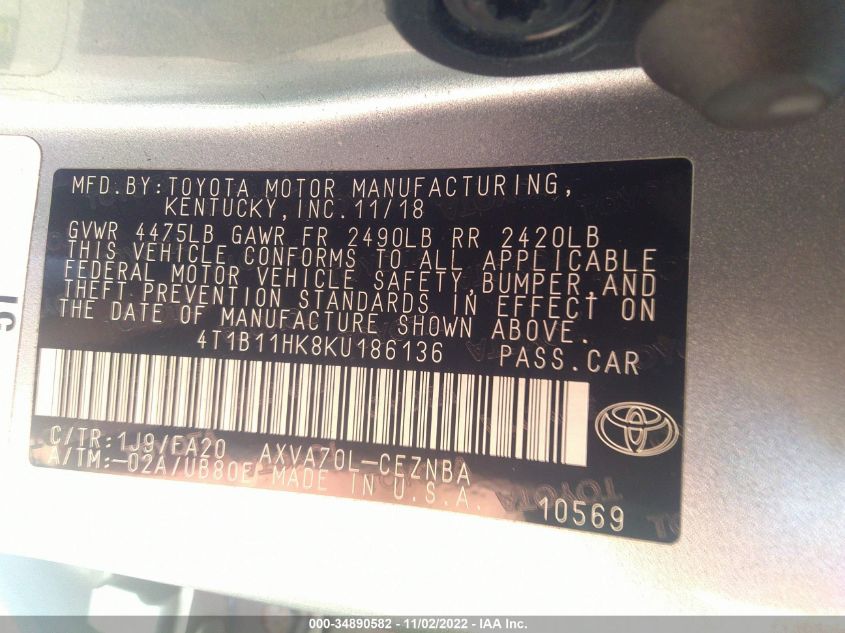 MFD.BY:TOYOTA MOTOR MANUFACTURING,
KENTUCKY,INC.11/18
GVWR 4475LB GAWR FR 2490LB RR 2420LB
THIS VEHICLE CONFORMS TO ALL APPLICABLE
FEDERAL MOTOR VEHICLE SAFETY,BUMPER,AND
THEFT PREVENTION STANDARDS IN EFFECT ON
THE DATE OF MANUFACTURE SHOWN ABOVE.
4T1B11HK8KU186136 PASS.CAR
C/TR:1J9/EA20 AXVA70L-CEZNBA
A/TM:-02A/UB80E/ MADE IN U.S.A.
10569
TOYOTA
000-34890582 - 11/02/2022 - IAA Inc.